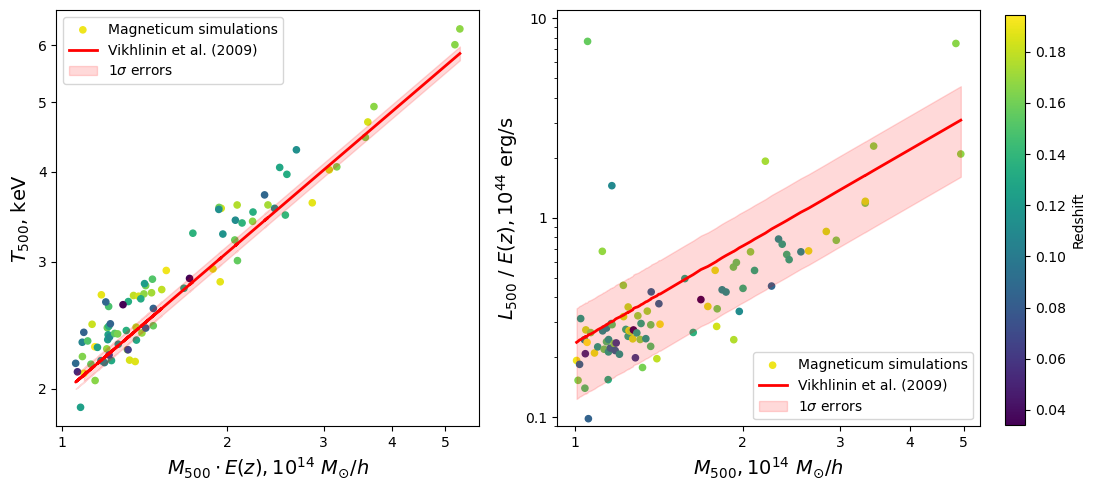 Magneticum simulations
Vikhlinin et al. (2009)
1σ errors
6
5
4
3
2
T500, keV
1
2
3
4
5
M500 · E(z), 10^14 M⊙/h
10
1
0.1
L500 / E(z), 10^44 erg/s
Magneticum simulations
Vikhlinin et al. (2009)
1σ errors
1
2
3
4
5
M500, 10^14 M⊙/h
0.18
0.16
0.14
0.12
0.10
0.08
0.06
0.04
Redshift